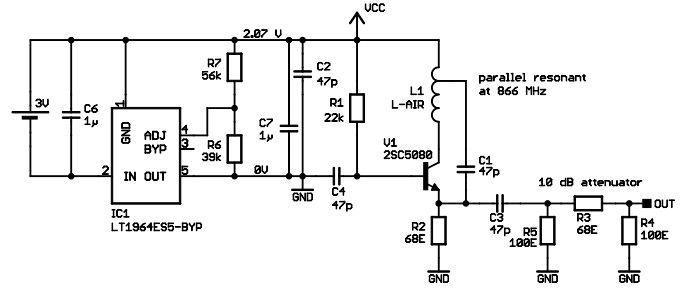 VCC
2.07 V
R7
56k
C2
47p
L1
L-AIR
parallel resonant
at 866 MHz
3V
C6
1µ
1
GND
ADJ
4
BYP
3
IN OUT
2
5
R6
39k
C7
1µ
R1
22k
V1
2SC5080
C1
47p
0V
GND
C4
47p
10 dB attenuator
IC1
LT1964ES5-BYP
R2
68E
C3
47p
R5
100E
R3
68E
OUT
R4
100E
GND
GND
GND